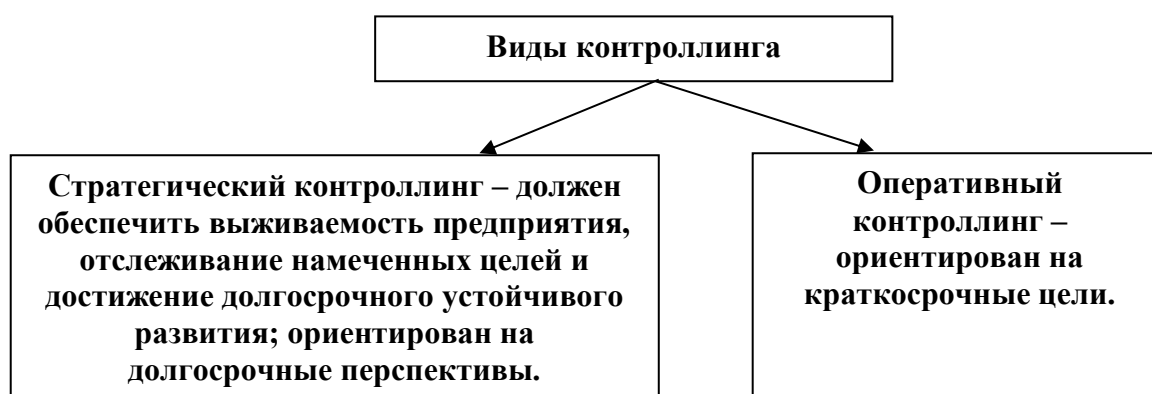 Виды контроллинга
Стратегический контроллинг – должен
обеспечить выживаемость предприятия,
отслеживание намеченных целей и
достижение долгосрочного устойчивого
развития; ориентирован на
долгосрочные перспективы.
Оперативный
контроллинг –
ориентирован на
краткосрочные цели.